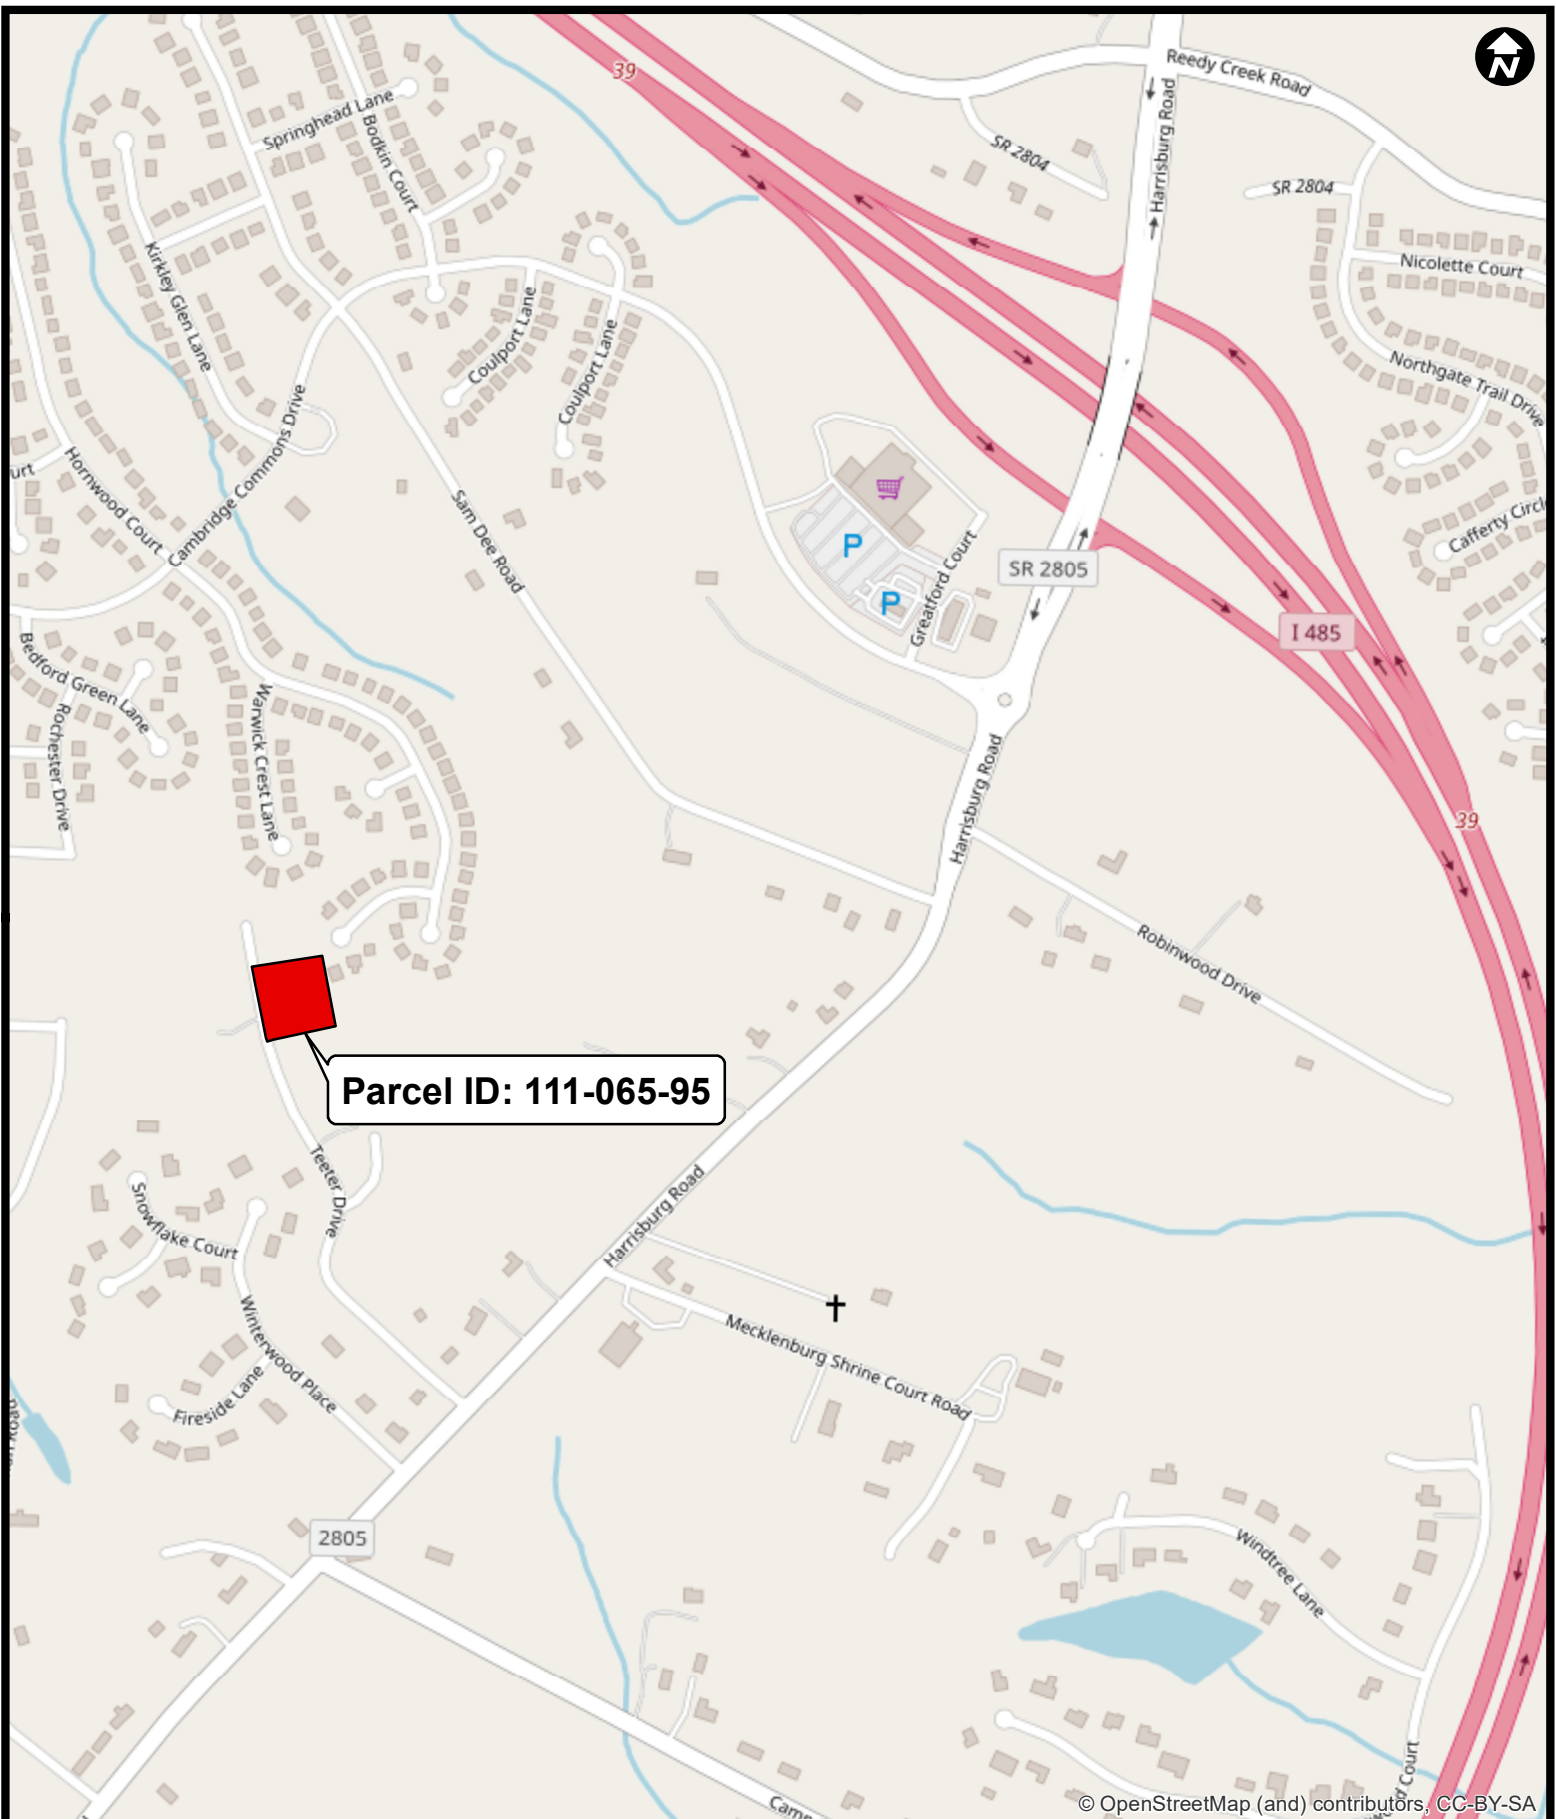 39
Reedy Creek Road
N
Springhead Lane
Bodkin Court
SR 2804
Harrisburg Road
SR 2804
Kirkley Glen Lane
Nicolette Court
Coulport Lane
Coulport Lane
Northgate Trail Drive
Cambridge Commons Drive
urt
Hornwood Court
Sam Dee Road
P
P
Greatford Court
SR 2805
Cafferty Circl
I 485
Bedford Green Lane
Rochester Drive
Warwick Crest Lane
Harrisburg Road
39
Robinwood Drive
Parcel ID: 111-065-95
Teeter Drive
Snowflake Court
Harrisburg Road
Winterwood Place
Mecklenburg Shrine Court Road
Fireside Lane
2805
Windtree Lane
Camp
d Court
© OpenStreetMap (and) contributors, CC-BY-SA